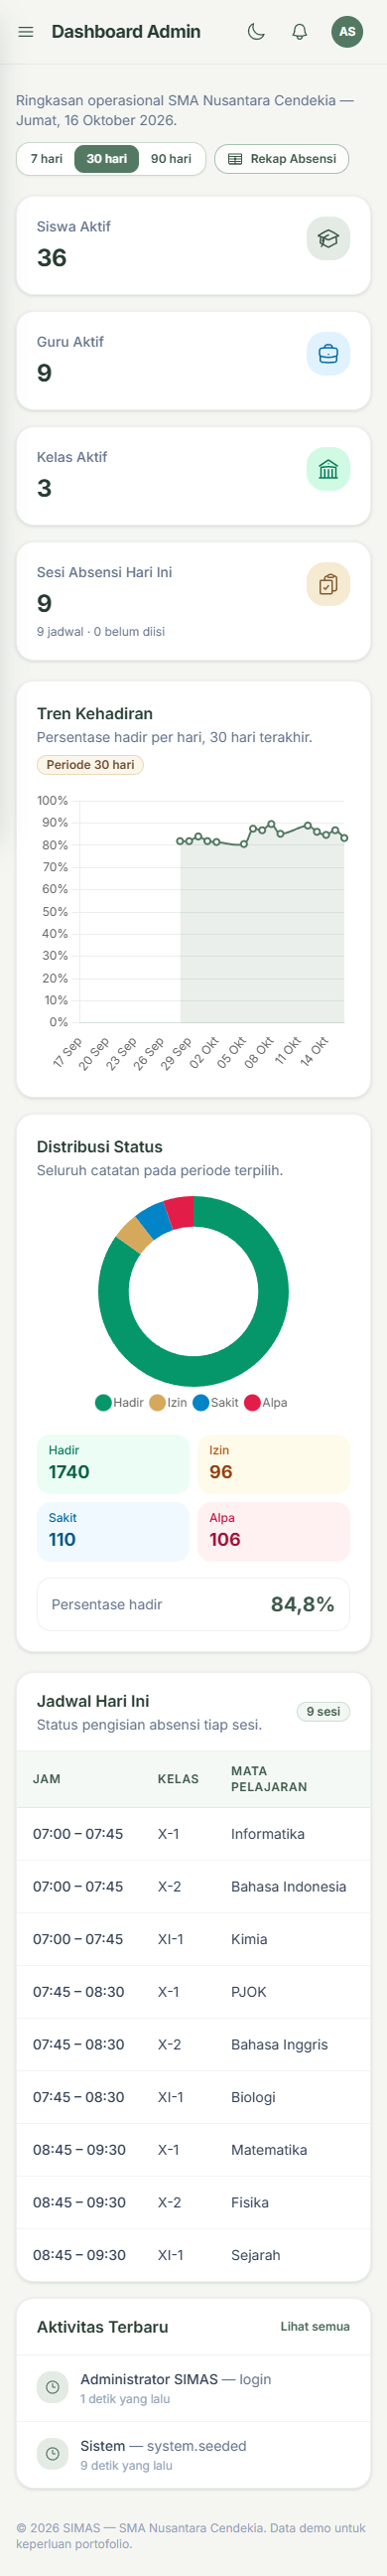 Dashboard Admin
AS
Ringkasan operasional SMA Nusantara Cendekia —
Jumat, 16 Oktober 2026.
7 hari 30 hari 90 hari Rekap Absensi
Siswa Aktif
36
Guru Aktif
9
Kelas Aktif
3
Sesi Absensi Hari Ini
9
9 jadwal · 0 belum diisi
Tren Kehadiran
Persentase hadir per hari, 30 hari terakhir.
Periode 30 hari
100%
90%
80%
70%
60%
50%
40%
30%
20%
10%
0%
17 Sep 20 Sep 23 Sep 26 Sep 29 Sep 02 Okt 05 Okt 08 Okt 11 Okt 14 Okt
Distribusi Status
Seluruh catatan pada periode terpilih.
Hadir Izin Sakit Alpa
Hadir
1740
Izin
96
Sakit
110
Alpa
106
Persentase hadir 84,8%
Jadwal Hari Ini
Status pengisian absensi tiap sesi.
9 sesi
JAM KELAS MATA
PELAJARAN
07:00 – 07:45 X-1 Informatika
07:00 – 07:45 X-2 Bahasa Indonesia
07:00 – 07:45 XI-1 Kimia
07:45 – 08:30 X-1 PJOK
07:45 – 08:30 X-2 Bahasa Inggris
07:45 – 08:30 XI-1 Biologi
08:45 – 09:30 X-1 Matematika
08:45 – 09:30 X-2 Fisika
08:45 – 09:30 XI-1 Sejarah
Aktivitas Terbaru Lihat semua
Administrator SIMAS — login
1 detik yang lalu
Sistem — system.seeded
9 detik yang lalu
© 2026 SIMAS — SMA Nusantara Cendekia. Data demo untuk
keperluan portofolio.